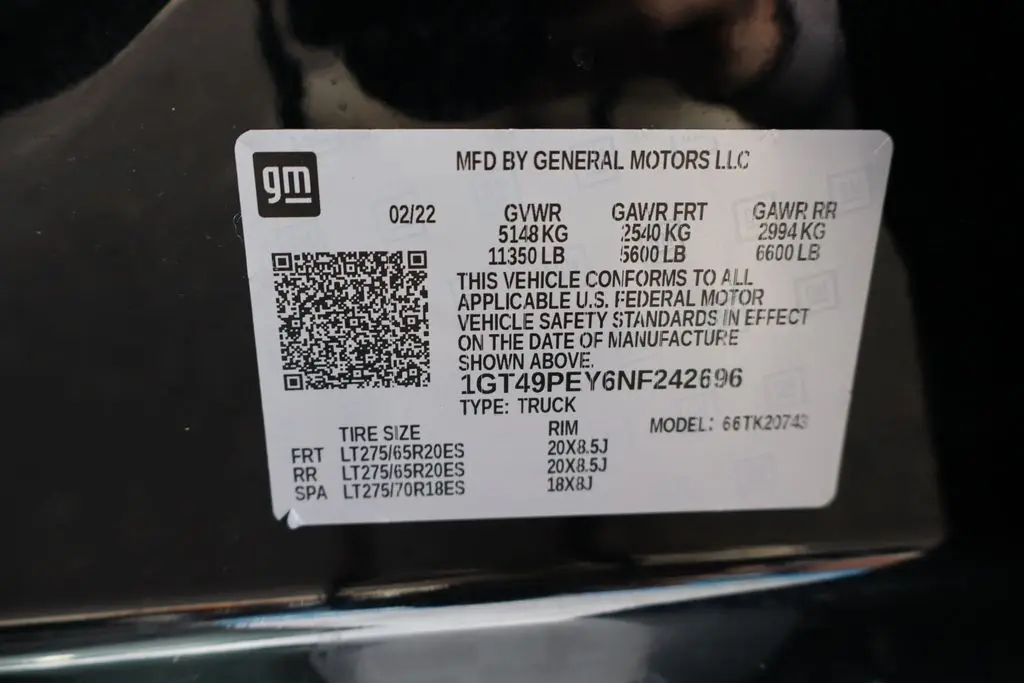 gm
MFD BY GENERAL MOTORS LLC
02/22 GVWR GAWR FRT GAWR RR
5148 KG 2540 KG 2994 KG
11350 LB 5600 LB 6600 LB
THIS VEHICLE CONFORMS TO ALL
APPLICABLE U.S. FEDERAL MOTOR
VEHICLE SAFETY STANDARDS IN EFFECT
ON THE DATE OF MANUFACTURE
SHOWN ABOVE.
1GT49PEY6NF242696
TYPE: TRUCK
MODEL: 66TK20743
TIRE SIZE RIM
FRT LT275/65R20ES 20X8.5J
RR LT275/65R20ES 20X8.5J
SPA LT275/70R18ES 18X8J